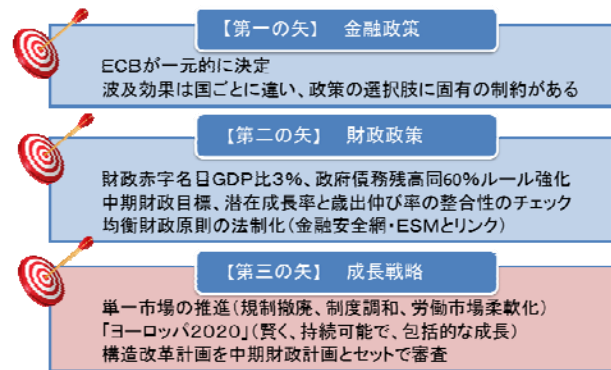 【第一の矢】　金融政策
ECBが一元的に決定
波及効果は国ごとに違い、政策の選択肢に固有の制約がある
【第二の矢】　財政政策
財政赤字名目GDP比3%、政府債務残高同60%ルール強化
中期財政目標、潜在成長率と歳出伸び率の整合性のチェック
均衡財政原則の法制化(金融安全網・ESMとリンク)
【第三の矢】　成長戦略
単一市場の推進(規制撤廃、制度調和、労働市場柔軟化)
「ヨーロッパ2020」(賢く、持続可能で、包括的な成長)
構造改革計画を中期財政計画とセットで審査